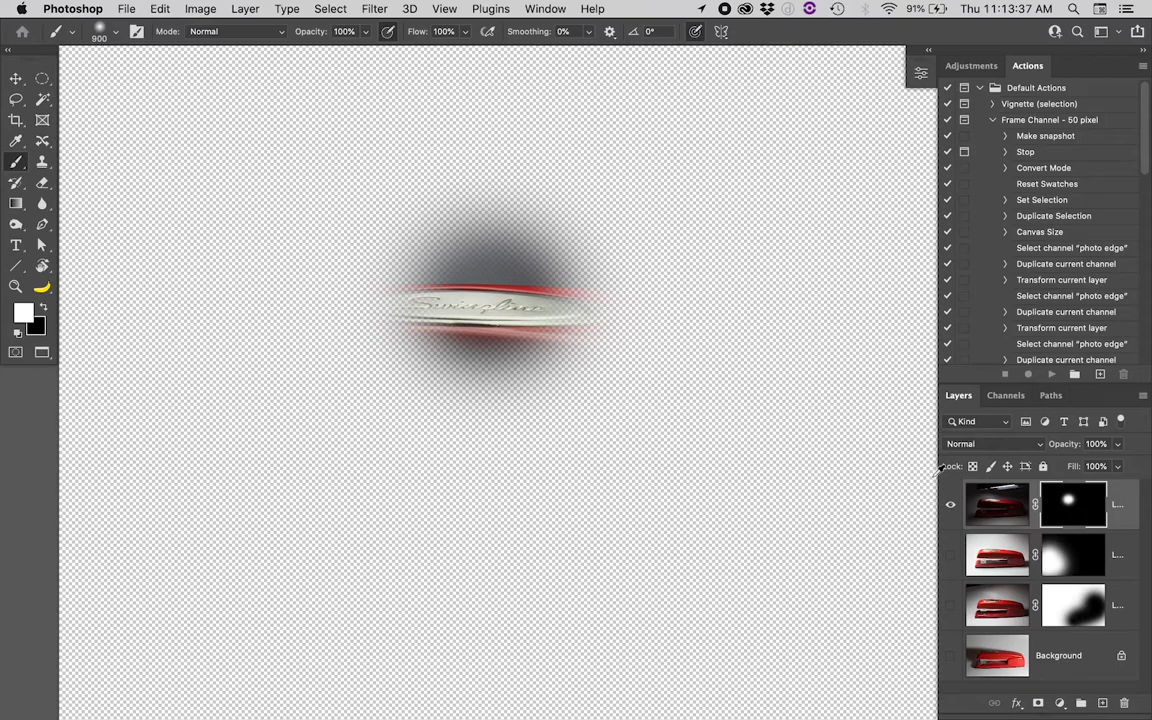 Photoshop File Edit Image Layer Type Select Filter 3D View Plugins Window Help 91% Thu 11:13:37 AM
900 Mode: Normal Opacity: 100% Flow: 100% Smoothing: 0% 0°
Adjustments Actions
Default Actions
Vignette (selection)
Frame Channel - 50 pixel
Make snapshot
Stop
Convert Mode
Reset Swatches
Set Selection
Duplicate Selection
Canvas Size
Select channel "photo edge"
Duplicate current channel
Transform current layer
Select channel "photo edge"
Duplicate current channel
Transform current layer
Select channel "photo edge"
Duplicate current channel
Swingline
Layers Channels Paths
Kind
Normal Opacity: 100%
Lock: Fill: 100%
L...
L...
L...
Background
fx